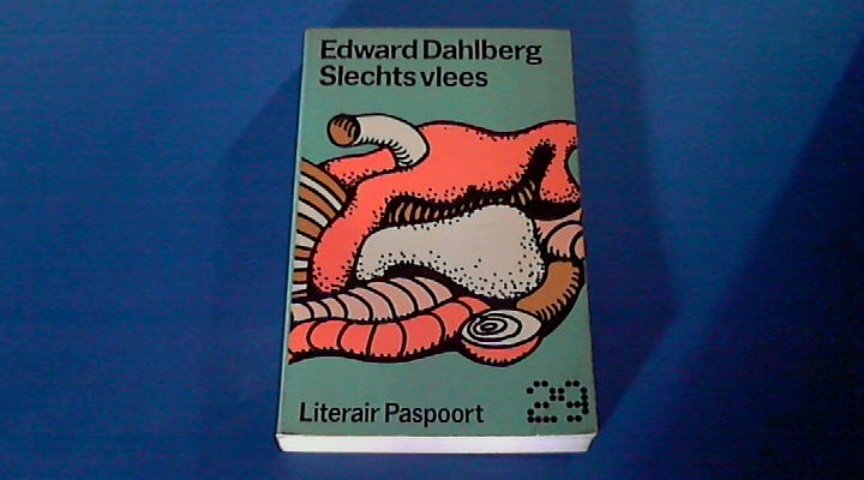 Edward Dahlberg
Slechts vlees
Literair Paspoort
29